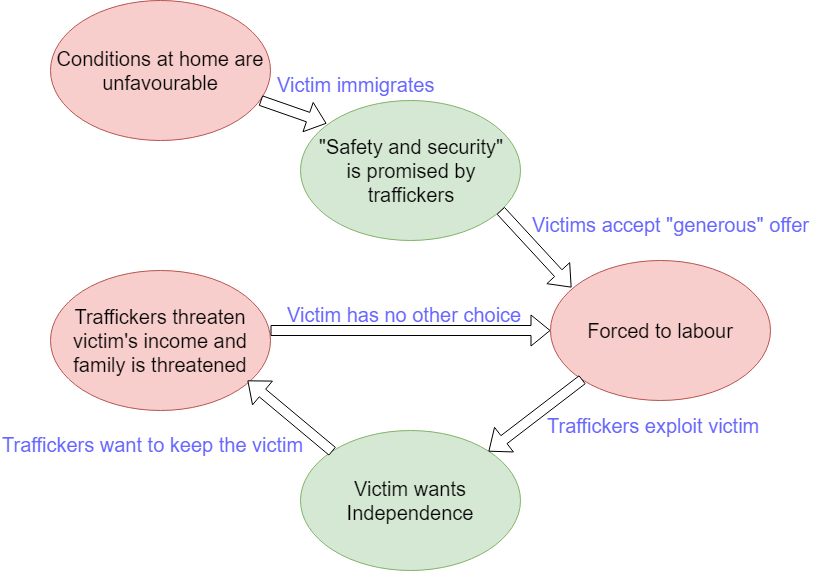 Conditions at home are
unfavourable
Victim immigrates
"Safety and security"
is promised by
traffickers
Victims accept "generous" offer
Traffickers threaten
victim's income and
family is threatened
Victim has no other choice
Forced to labour
Traffickers exploit victim
Traffickers want to keep the victim
Victim wants
Independence